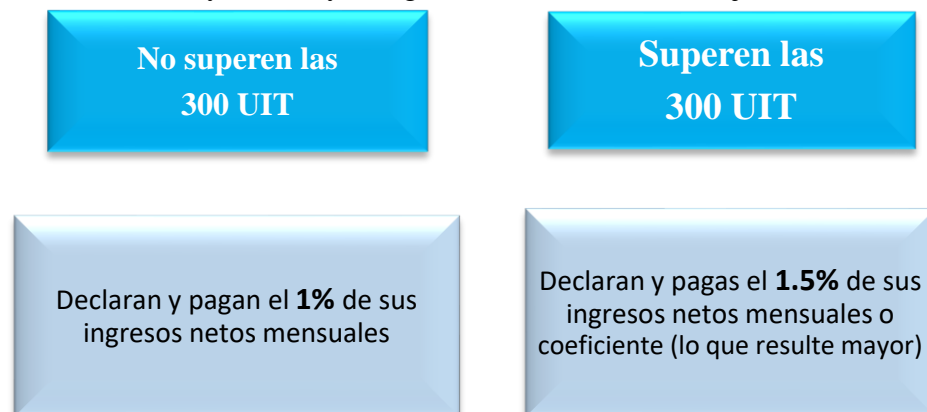 No superen las
300 UIT
Superen las
300 UIT
Declaran y pagan el 1% de sus
ingresos netos mensuales
Declaran y pagas el 1.5% de sus
ingresos netos mensuales o
coeficiente (lo que resulte mayor)